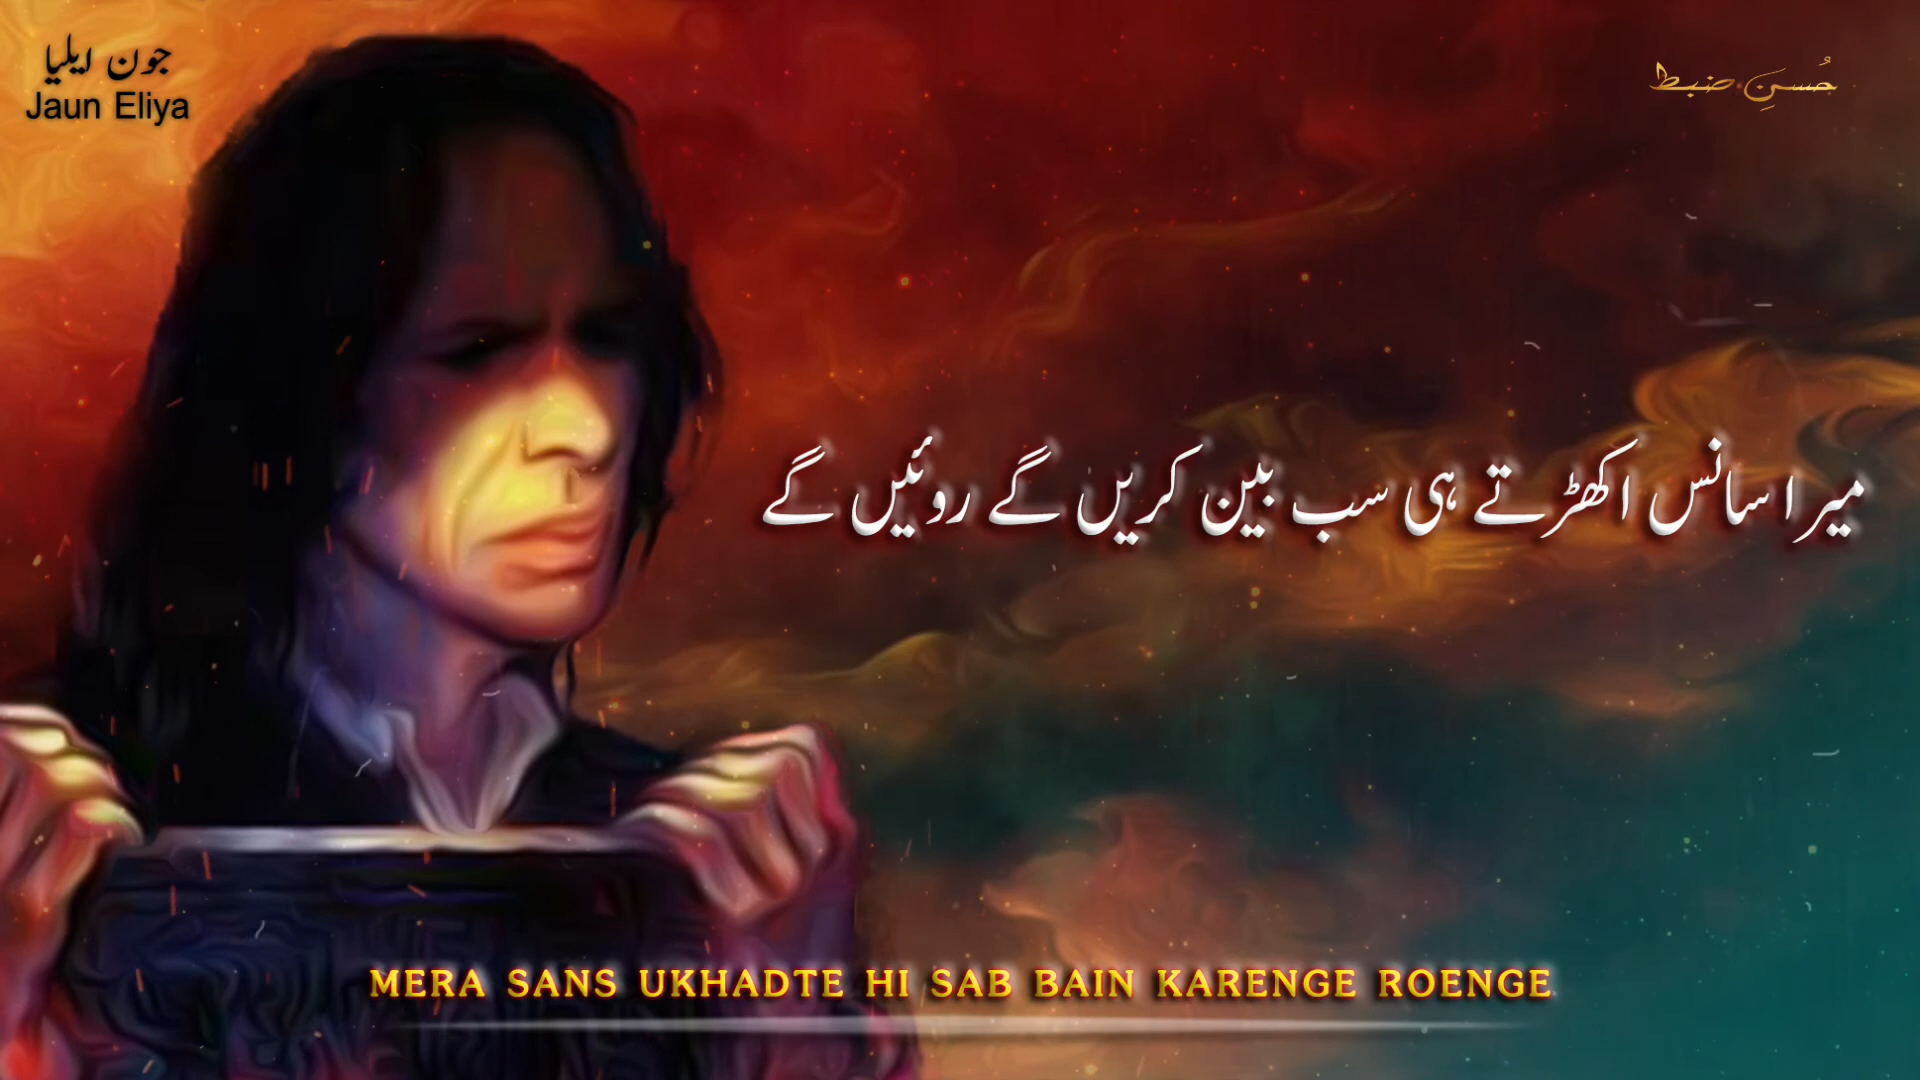 جون ایلیا
Jaun Eliya
حُسنِ ضبط
میرا سانس اکھڑتے ہی سب بین کریں گے روئیں گے
MERA SANS UKHADTE HI SAB BAIN KARENGE ROENGE